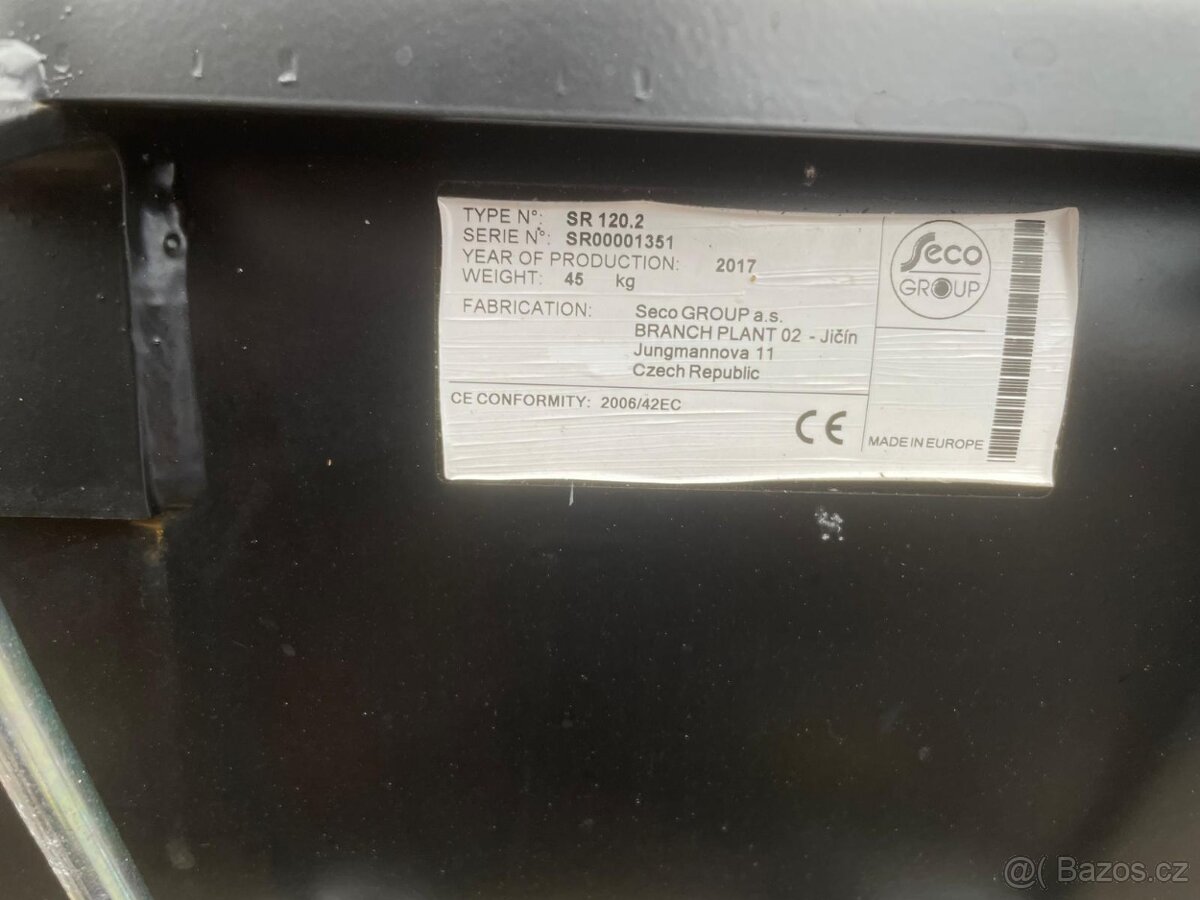 TYPE N°: SR 120.2
SERIE N°: SR00001351
YEAR OF PRODUCTION: 2017
WEIGHT: 45 kg
FABRICATION: Seco GROUP a.s.
BRANCH PLANT 02 - Jičín
Jungmannova 11
Czech Republic
CE CONFORMITY: 2006/42EC
CE
Seco
GROUP
MADE IN EUROPE
@( Bazos.cz